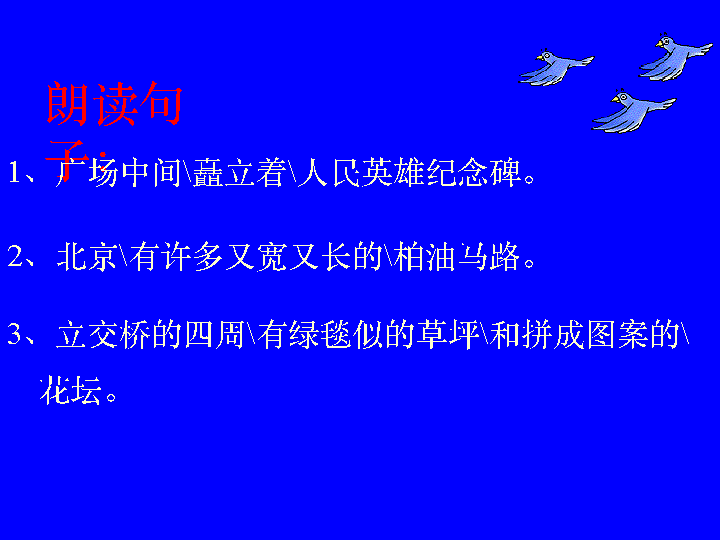 朗读句
子：
1、广场中间\矗立着\人民英雄纪念碑。
2、北京\有许多又宽又长的\柏油马路。
3、立交桥的四周\有绿毯似的草坪\和拼成图案的\
花坛。